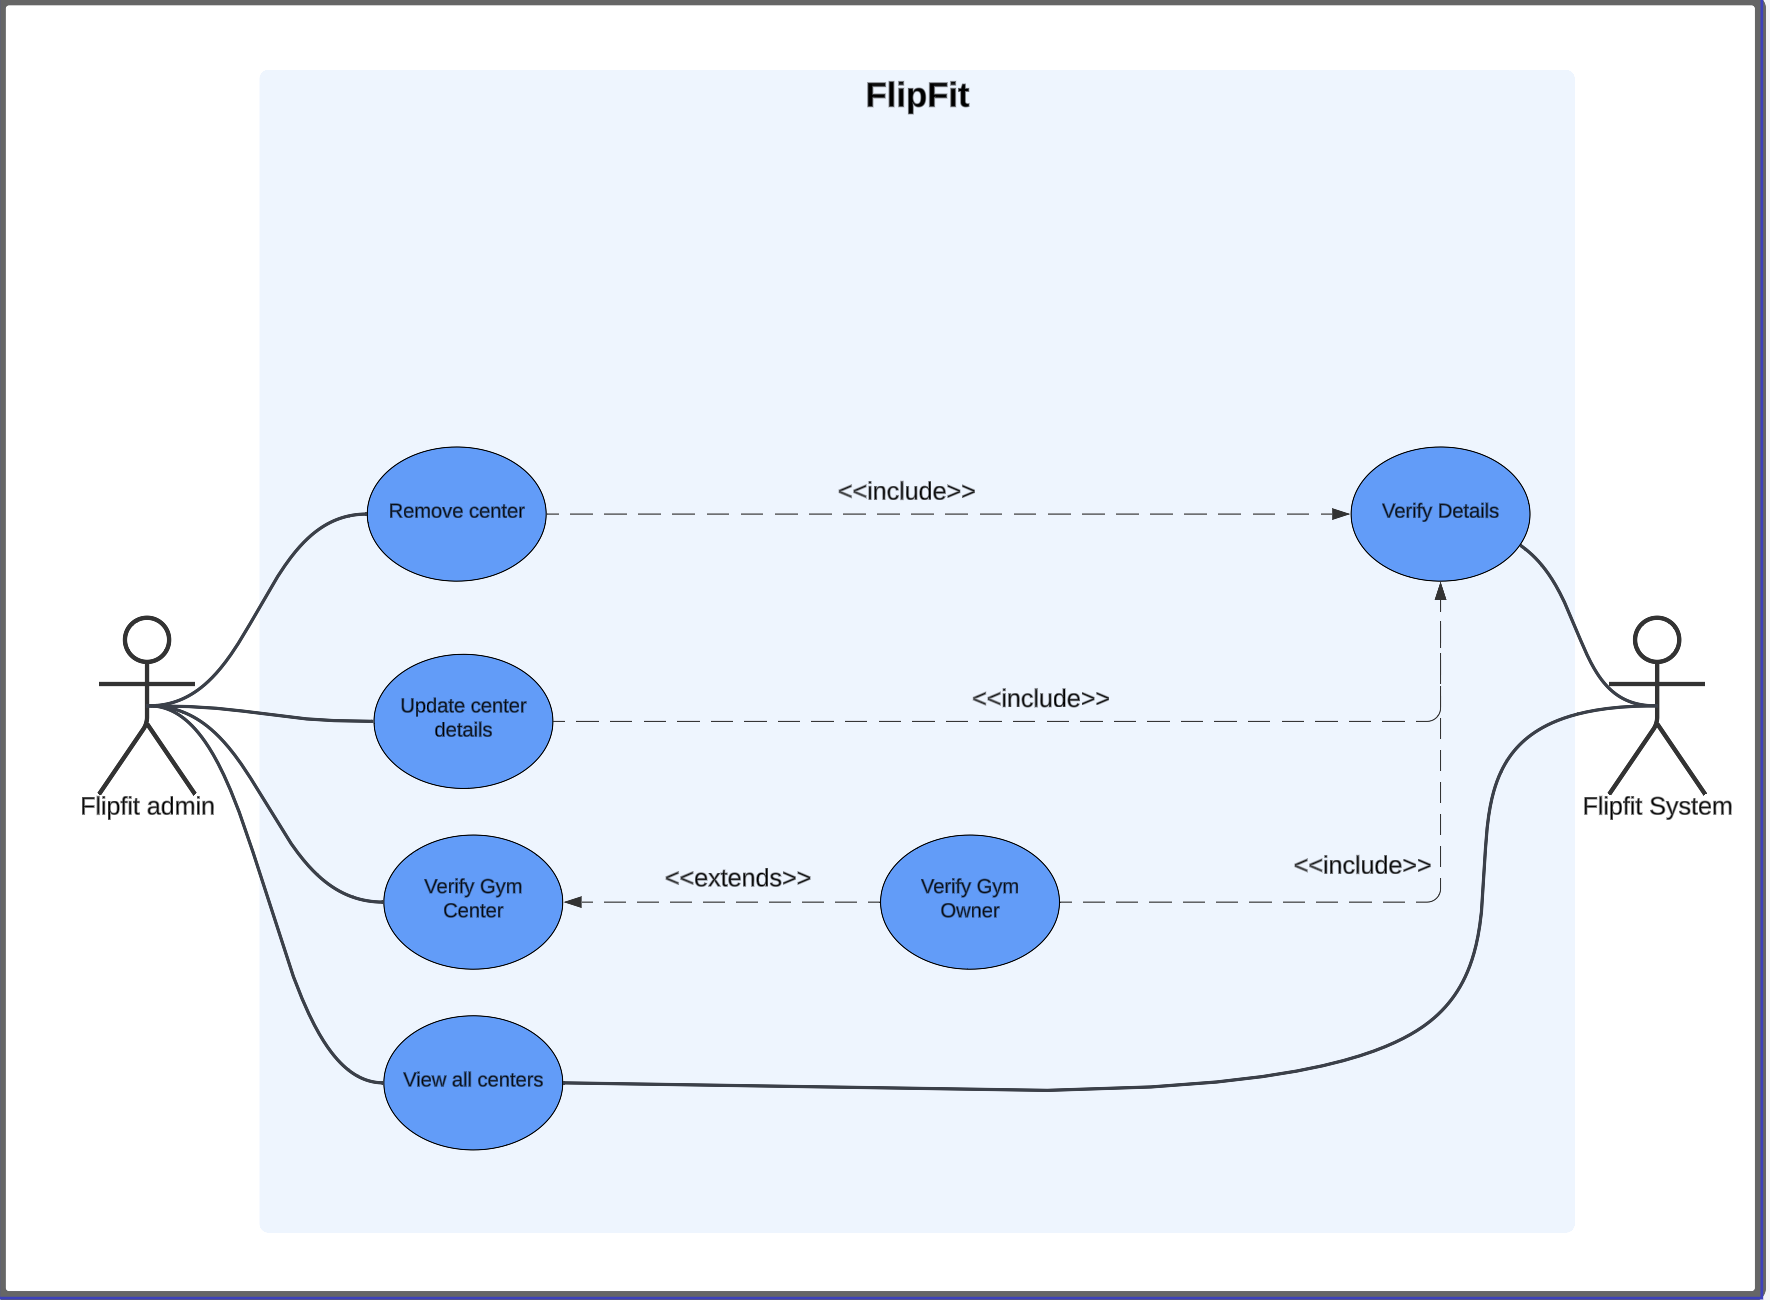 FlipFit
<<include>>
Remove center
Verify Details
<<include>>
Update center
details
Flipfit admin
Flipfit System
<<include>>
<<extends>>
Verify Gym
Center
Verify Gym
Owner
View all centers